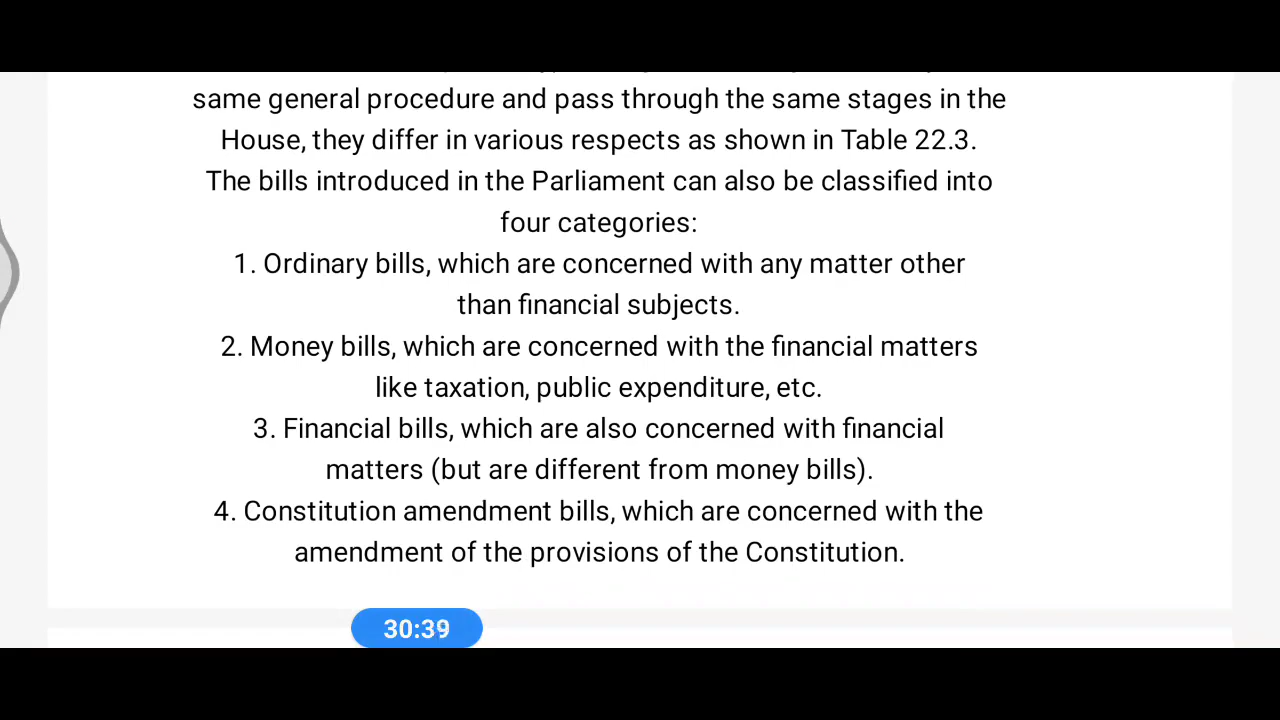 same general procedure and pass through the same stages in the
House, they differ in various respects as shown in Table 22.3.
The bills introduced in the Parliament can also be classified into
four categories:
1. Ordinary bills, which are concerned with any matter other
than financial subjects.
2. Money bills, which are concerned with the financial matters
like taxation, public expenditure, etc.
3. Financial bills, which are also concerned with financial
matters (but are different from money bills).
4. Constitution amendment bills, which are concerned with the
amendment of the provisions of the Constitution.
30:39